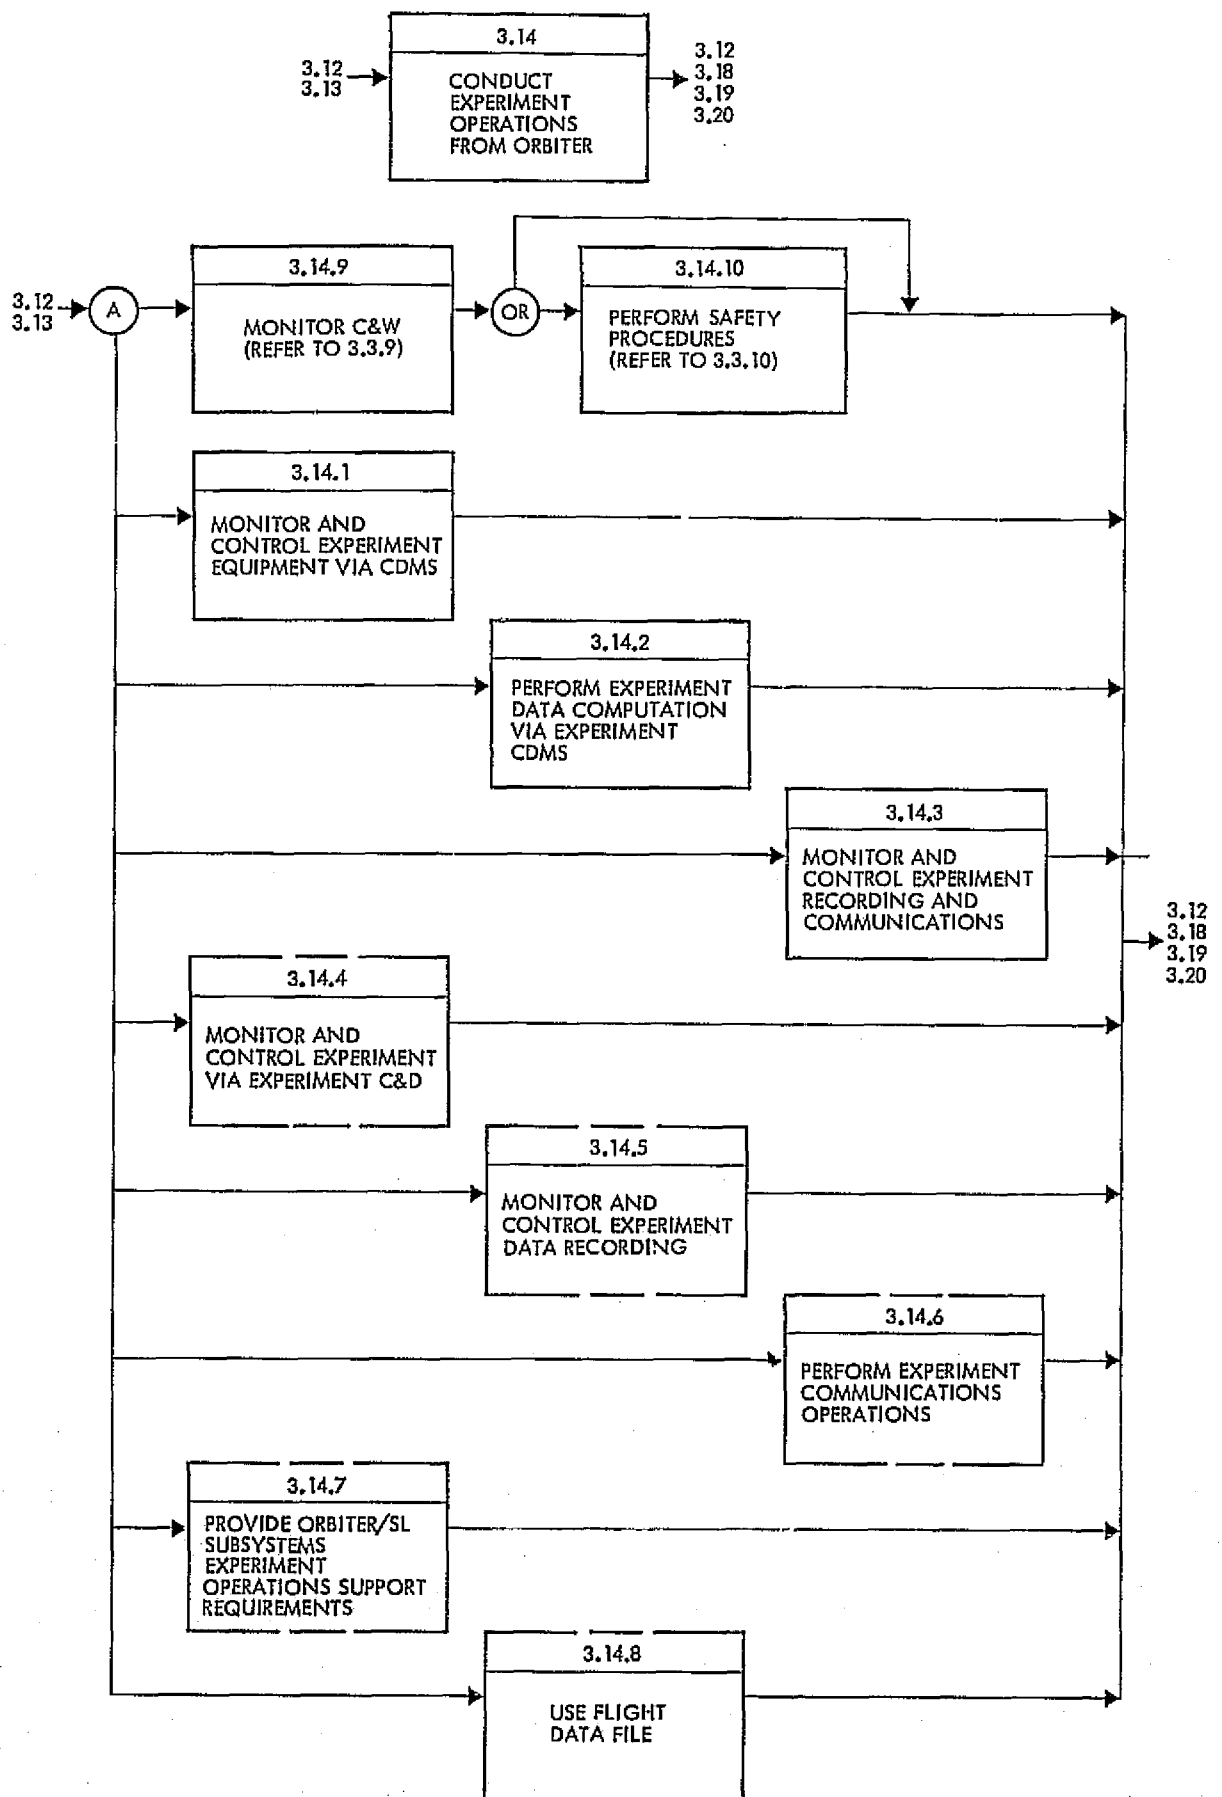 3.14
3.12
3.13
CONDUCT
EXPERIMENT
OPERATIONS
FROM ORBITER
3.12
3.18
3.19
3.20
3.12
3.13
A
3.14.9
MONITOR C&W
(REFER TO 3.3.9)
OR
3.14.10
PERFORM SAFETY
PROCEDURES
(REFER TO 3.3.10)
3.14.1
MONITOR AND
CONTROL EXPERIMENT
EQUIPMENT VIA CDMS
3.14.2
PERFORM EXPERIMENT
DATA COMPUTATION
VIA EXPERIMENT
CDMS
3.14.3
MONITOR AND
CONTROL EXPERIMENT
RECORDING AND
COMMUNICATIONS
3.12
3.18
3.19
3.20
3.14.4
MONITOR AND
CONTROL EXPERIMENT
VIA EXPERIMENT C&D
3.14.5
MONITOR AND
CONTROL EXPERIMENT
DATA RECORDING
3.14.6
PERFORM EXPERIMENT
COMMUNICATIONS
OPERATIONS
3.14.7
PROVIDE ORBITER/SL
SUBSYSTEMS
EXPERIMENT
OPERATIONS SUPPORT
REQUIREMENTS
3.14.8
USE FLIGHT
DATA FILE